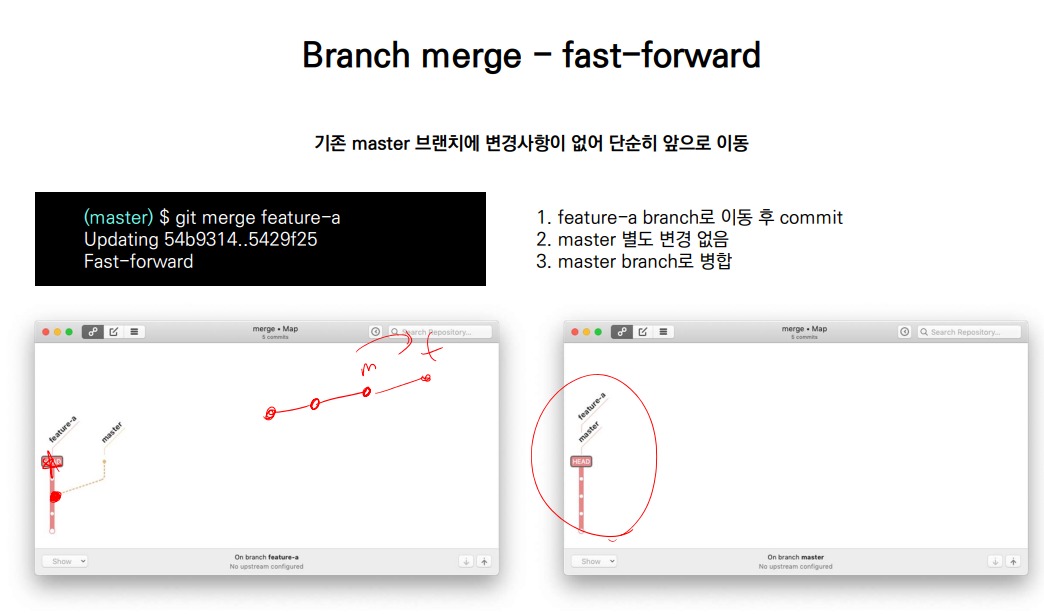 Branch merge - fast-forward
기존 master 브랜치에 변경사항이 없어 단순히 앞으로 이동
(master) $ git merge feature-a
Updating 54b9314..5429f25
Fast-forward
1. feature-a branch로 이동 후 commit
2. master 별도 변경 없음
3. master branch로 병합
merge • Map
5 commits
Search Repository...
m
f
feature-a
master
Show
On branch feature-a
No upstream configured
merge • Map
5 commits
Search Repository...
feature-a
master
HEAD
Show
On branch master
No upstream configured